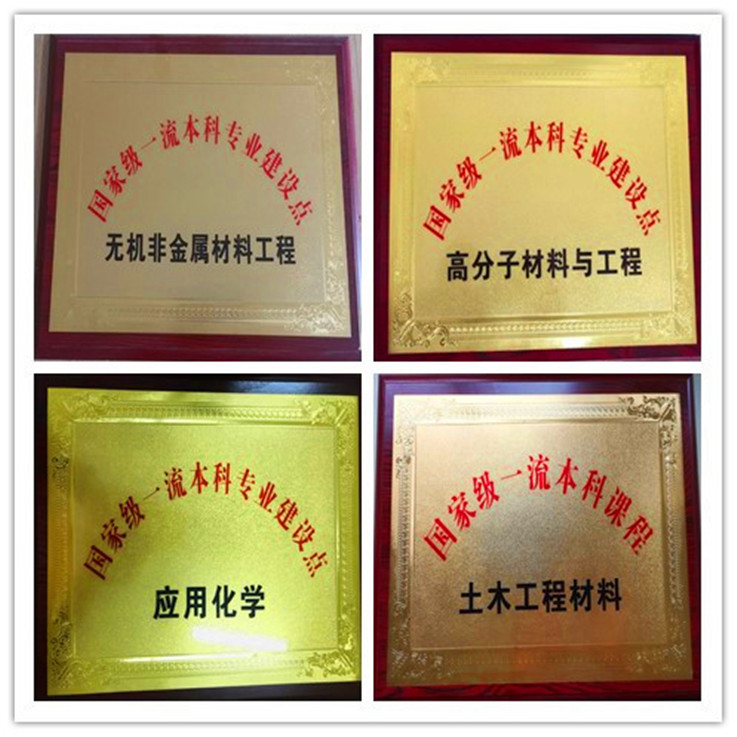 国家级一流本科专业建设点
无机非金属材料工程
国家级一流本科专业建设点
高分子材料与工程
国家级一流本科专业建设点
应用化学
国家级一流本科课程
土木工程材料